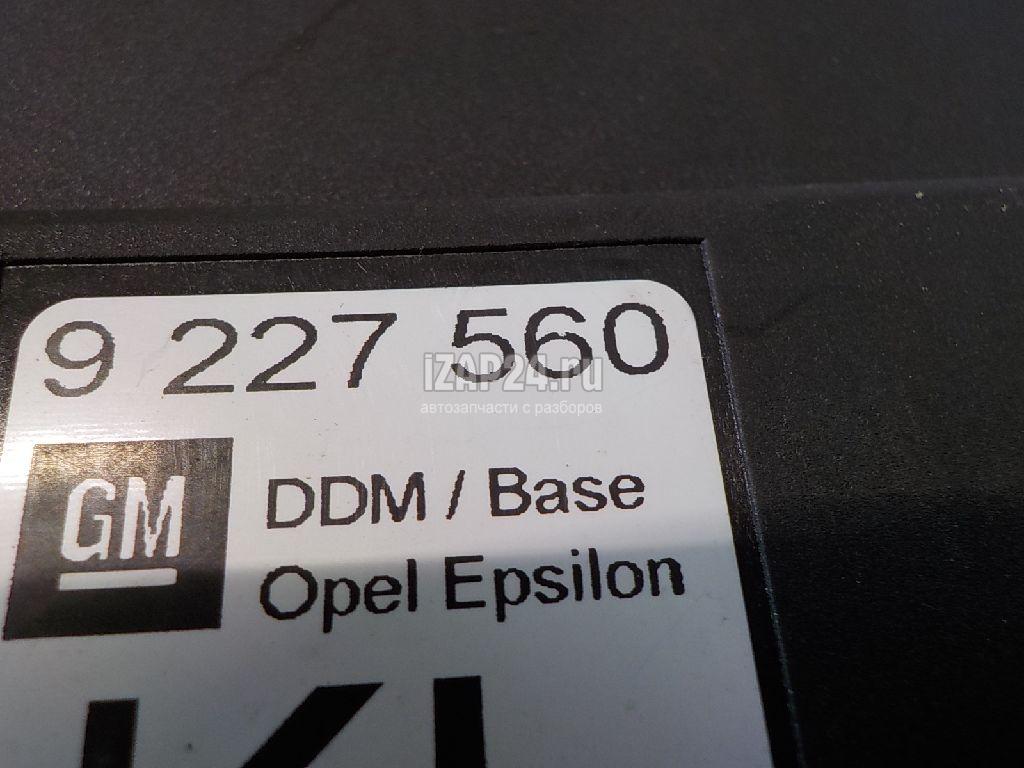 9 227 560
iZAP24.ru
автозапчасти с разборов
GM
DDM / Base
Opel Epsilon